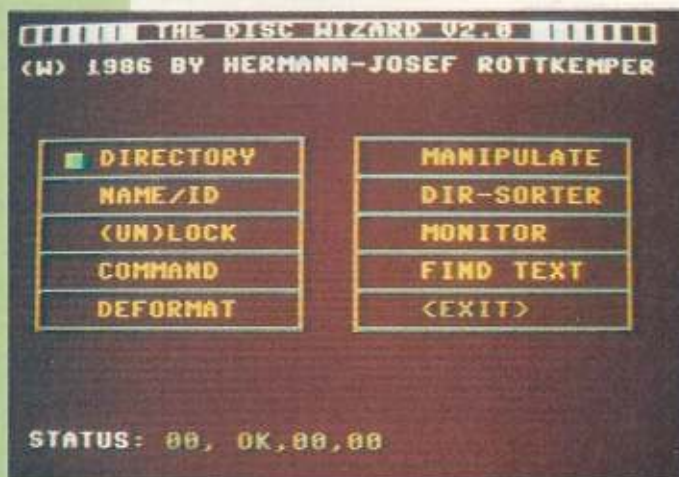 THE DISC WIZARD V2.0
(W) 1986 BY HERMANN-JOSEF ROTTKEMPER
DIRECTORY
NAME/ID
(UN)LOCK
COMMAND
DEFORMAT
MANIPULATE
DIR-SORTER
MONITOR
FIND TEXT
<EXIT>
STATUS: 00, OK,00,00